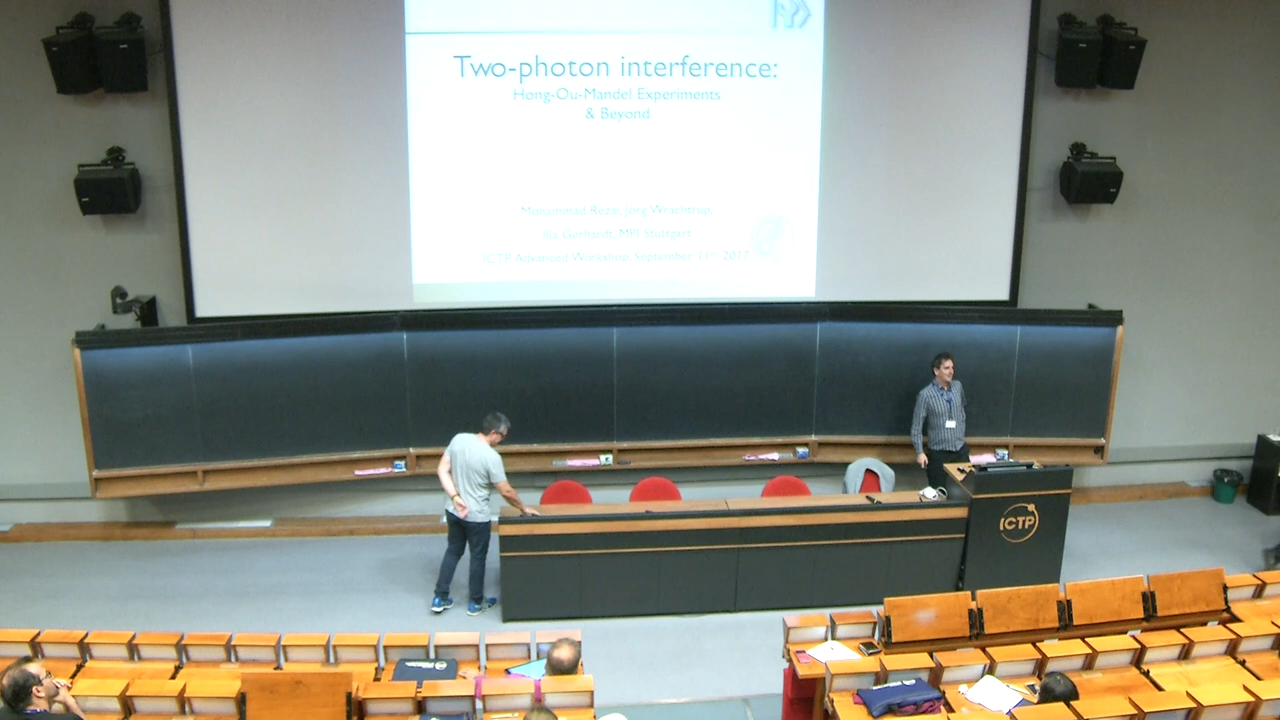 Two-photon interference:
Hong-Ou-Mandel Experiments
& Beyond
Mohammad Rezai, Jörg Wrachtrup,
Ilja Gerhardt, MPI Stuttgart
ICTP Advanced Workshop, September 11th 2017
ICTP